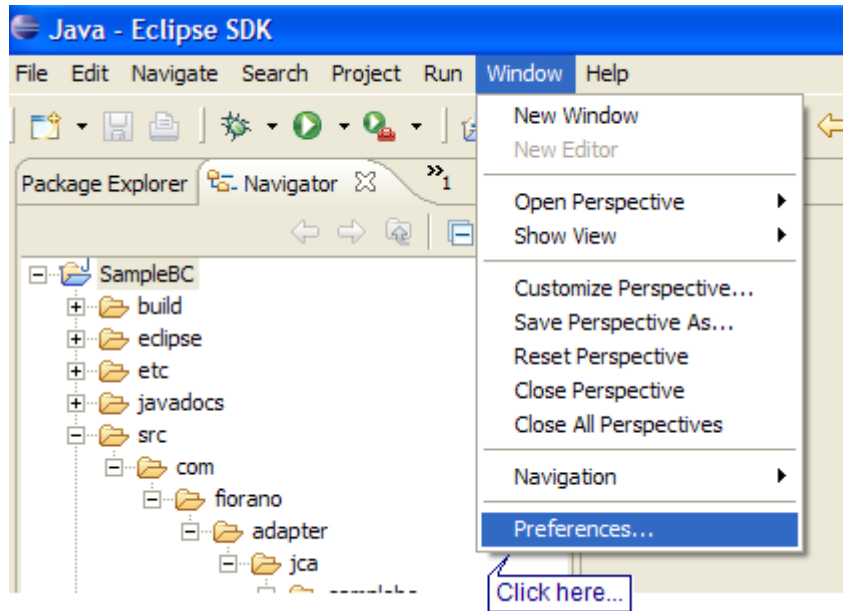 Java - Eclipse SDK
File Edit Navigate Search Project Run Window Help
New Window
New Editor
Open Perspective
Show View
Customize Perspective...
Save Perspective As...
Reset Perspective
Close Perspective
Close All Perspectives
Navigation
Preferences...
Click here...
Package Explorer Navigator »1
SampleBC
build
eclipse
etc
javadocs
src
com
fiorano
adapter
jca